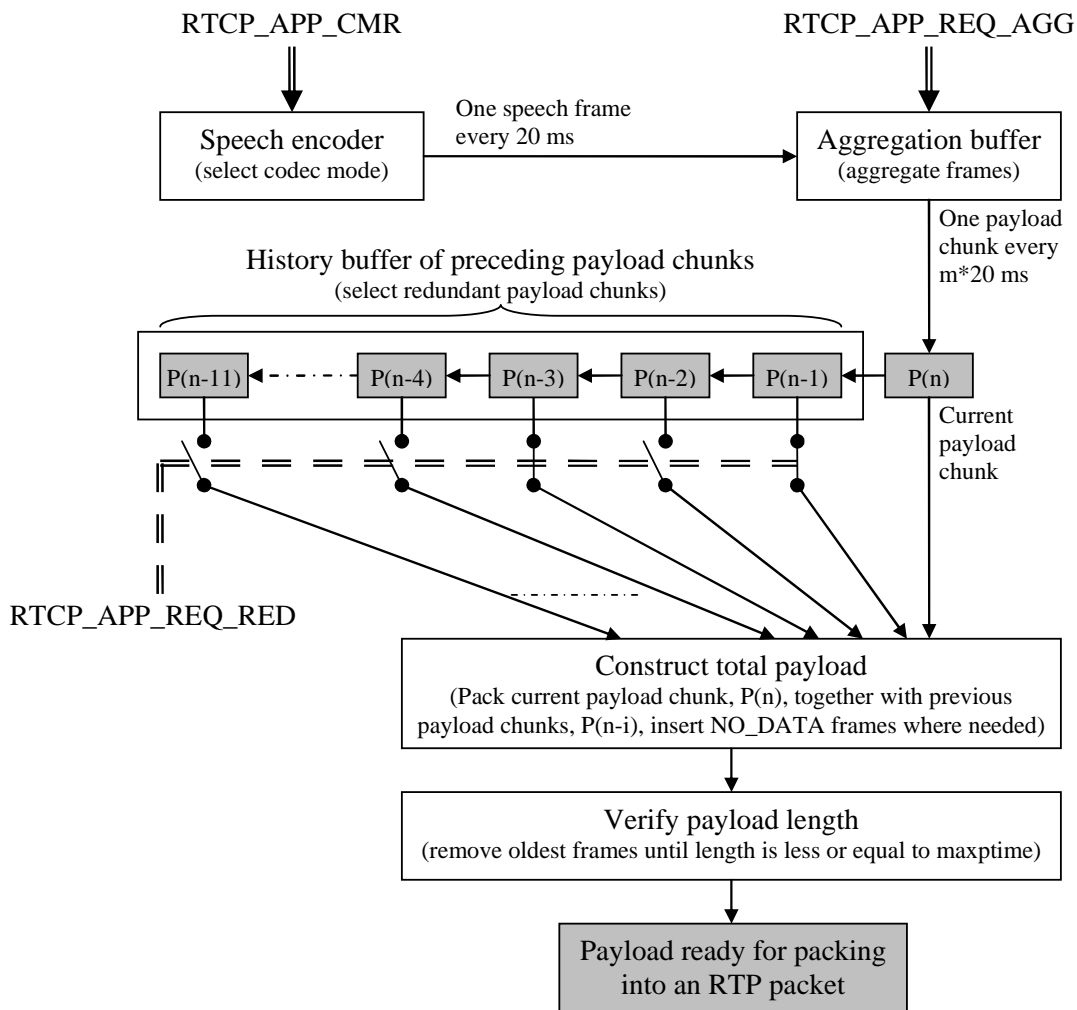 RTCP_APP_CMR
RTCP_APP_REQ_AGG
One speech frame
every 20 ms
Speech encoder
(select codec mode)
Aggregation buffer
(aggregate frames)
One payload
chunk every
m*20 ms
History buffer of preceding payload chunks
(select redundant payload chunks)
P(n-11)
P(n-4)
P(n-3)
P(n-2)
P(n-1)
P(n)
Current
payload
chunk
RTCP_APP_REQ_RED
Construct total payload
(Pack current payload chunk, P(n), together with previous
payload chunks, P(n-i), insert NO_DATA frames where needed)
Verify payload length
(remove oldest frames until length is less or equal to maxptime)
Payload ready for packing
into an RTP packet